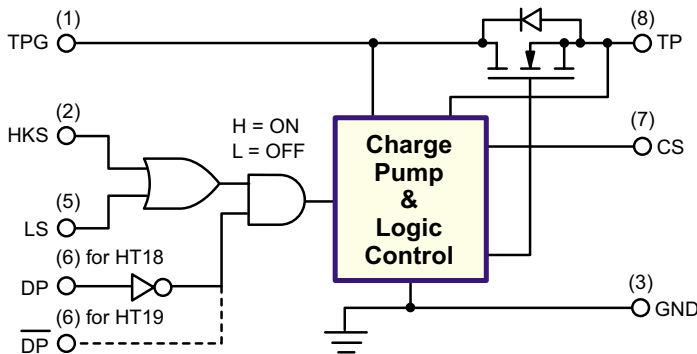 (1)
TPG
(8)
TP
(2)
HKS
H = ON
L = OFF
(7)
CS
Charge
Pump
&
Logic
Control
(5)
LS
(6) for HT18
DP
(6) for HT19
D̅P̅
(3)
GND